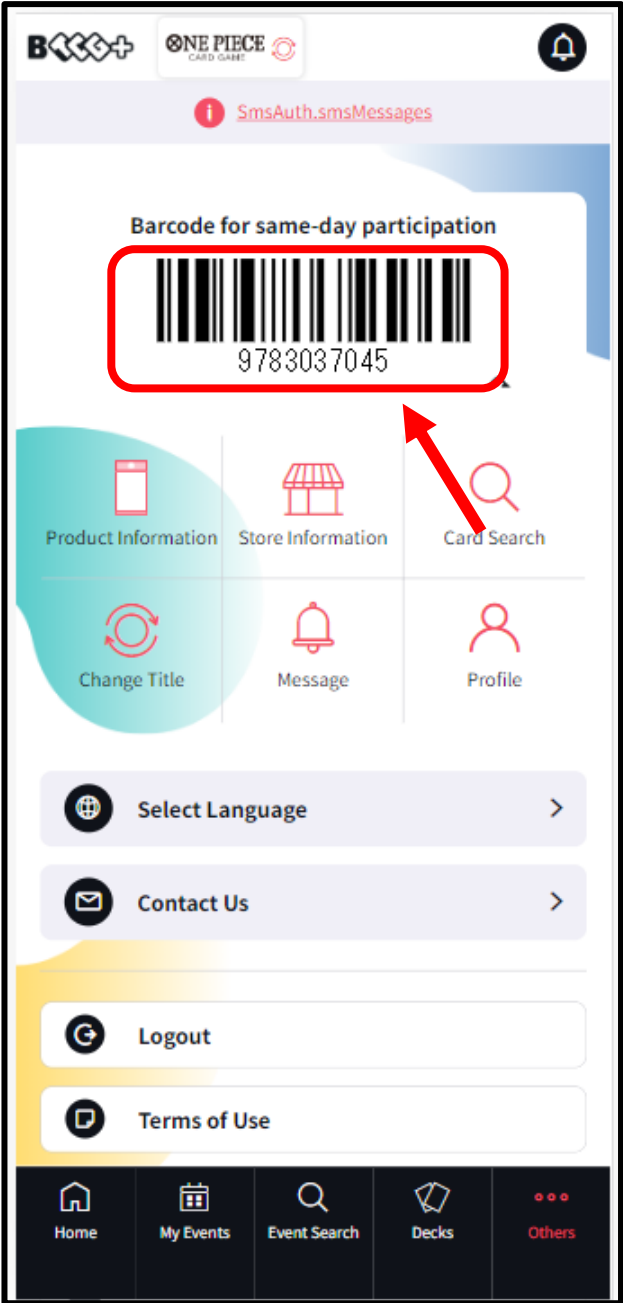 B
ONE PIECE
CARD GAME
SmsAuth.smsMessages
Barcode for same-day participation
9783037045
Product Information Store Information Card Search
Change Title Message Profile
Select Language
Contact Us
Logout
Terms of Use
Home My Events Event Search Decks Others